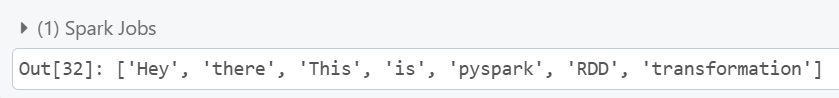 (1) Spark Jobs
Out[32]: ['Hey', 'there', 'This', 'is', 'pyspark', 'RDD', 'transformation']